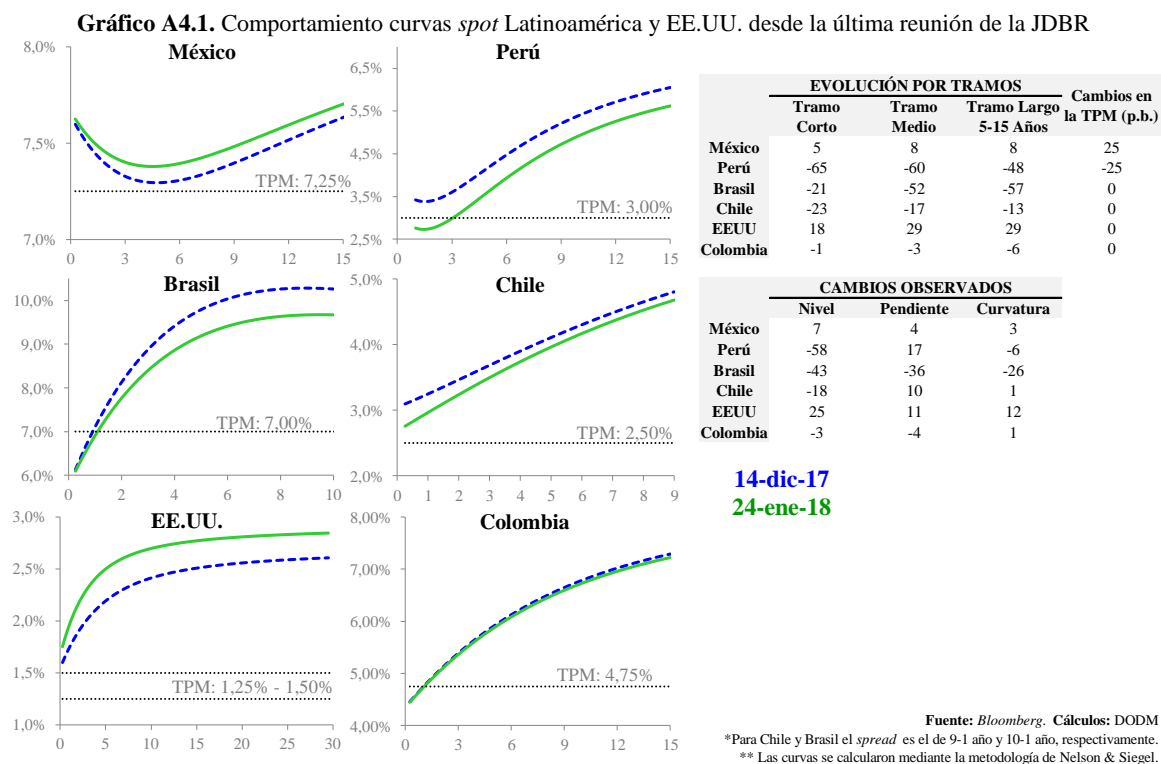 Gráfico A4.1. Comportamiento curvas spot Latinoamérica y EE.UU. desde la última reunión de la JDBR
México
8,0%
7,5%
7,0%
TPM: 7,25%
0 3 6 9 12 15
Perú
6,5%
5,5%
4,5%
3,5%
2,5%
TPM: 3,00%
0 3 6 9 12 15
EVOLUCIÓN POR TRAMOS
Tramo Corto Tramo Medio Tramo Largo 5-15 Años Cambios en la TPM (p.b.)
México 5 8 8 25
Perú -65 -60 -48 -25
Brasil -21 -52 -57 0
Chile -23 -17 -13 0
EEUU 18 29 29 0
Colombia -1 -3 -6 0
Brasil
10,0%
9,0%
8,0%
7,0%
6,0%
TPM: 7,00%
0 2 4 6 8 10
Chile
5,0%
4,0%
3,0%
2,0%
TPM: 2,50%
0 1 2 3 4 5 6 7 8 9
CAMBIOS OBSERVADOS
Nivel Pendiente Curvatura
México 7 4 3
Perú -58 17 -6
Brasil -43 -36 -26
Chile -18 10 1
EEUU 25 11 12
Colombia -3 -4 1
14-dic-17
24-ene-18
EE.UU.
3,0%
2,5%
2,0%
1,5%
1,0%
TPM: 1,25% - 1,50%
0 5 10 15 20 25 30
Colombia
8,00%
7,00%
6,00%
5,00%
4,00%
TPM: 4,75%
0 3 6 9 12 15
Fuente: Bloomberg. Cálculos: DODM
*Para Chile y Brasil el spread es el de 9-1 año y 10-1 año, respectivamente.
** Las curvas se calcularon mediante la metodología de Nelson & Siegel.